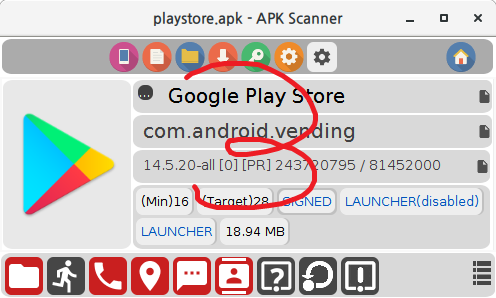 playstore,apk - APK Scanner
Google Play Store
com.android.vending
14.5.20-all [0] [PR] 243720795 / 81452000
(Min)16 (Target)28 SIGNED LAUNCHER(disabled)
LAUNCHER 18.94 MB
3